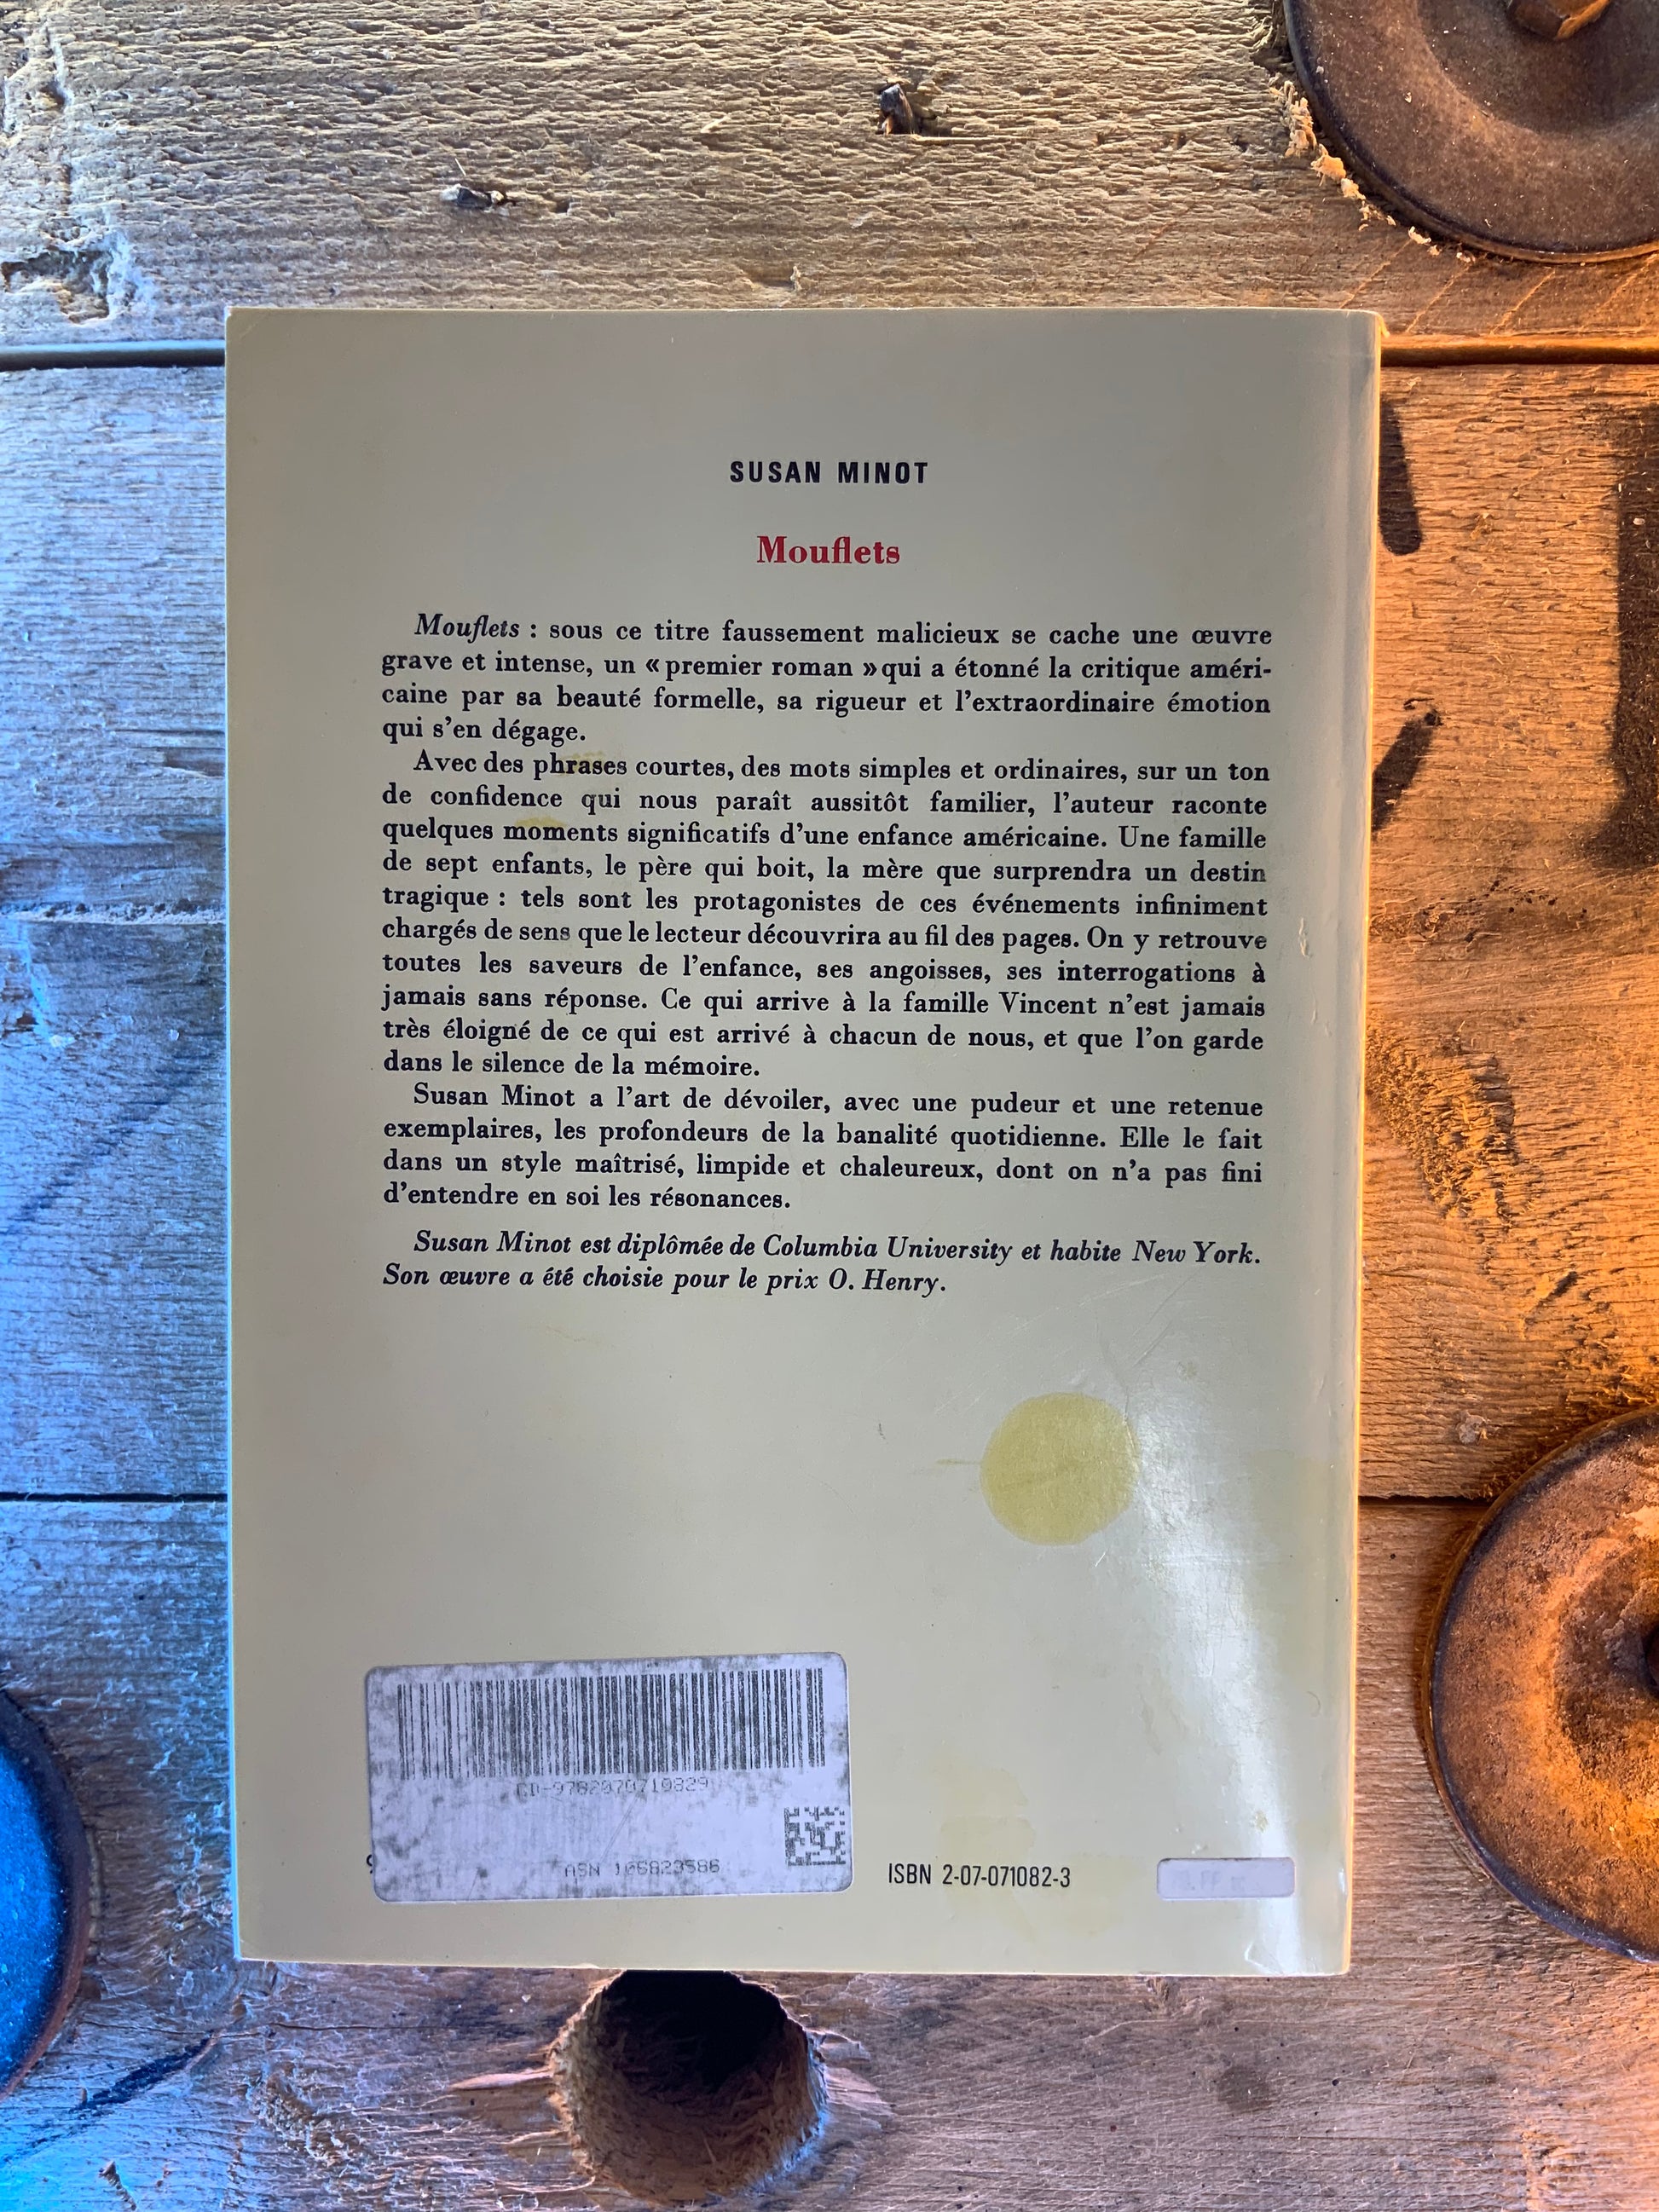 SUSAN MINOT
Mouflets
Mouflets : sous ce titre faussement malicieux se cache une œuvre
grave et intense, un « premier roman » qui a étonné la critique améri-
caine par sa beauté formelle, sa rigueur et l'extraordinaire émotion
qui s'en dégage.
Avec des phrases courtes, des mots simples et ordinaires, sur un ton
de confidence qui nous paraît aussitôt familier, l'auteur raconte
quelques moments significatifs d'une enfance américaine. Une famille
de sept enfants, le père qui boit, la mère que surprendra un destin
tragique : tels sont les protagonistes de ces événements infiniment
chargés de sens que le lecteur découvrira au fil des pages. On y retrouve
toutes les saveurs de l'enfance, ses angoisses, ses interrogations à
jamais sans réponse. Ce qui arrive à la famille Vincent n'est jamais
très éloigné de ce qui est arrivé à chacun de nous, et que l'on garde
dans le silence de la mémoire.
Susan Minot a l'art de dévoiler, avec une pudeur et une retenue
exemplaires, les profondeurs de la banalité quotidienne. Elle le fait
dans un style maîtrisé, limpide et chaleureux, dont on n'a pas fini
d'entendre en soi les résonances.
Susan Minot est diplômée de Columbia University et habite New York.
Son œuvre a été choisie pour le prix O. Henry.
GD-9782070710829
ASN 106823586
ISBN 2-07-071082-3